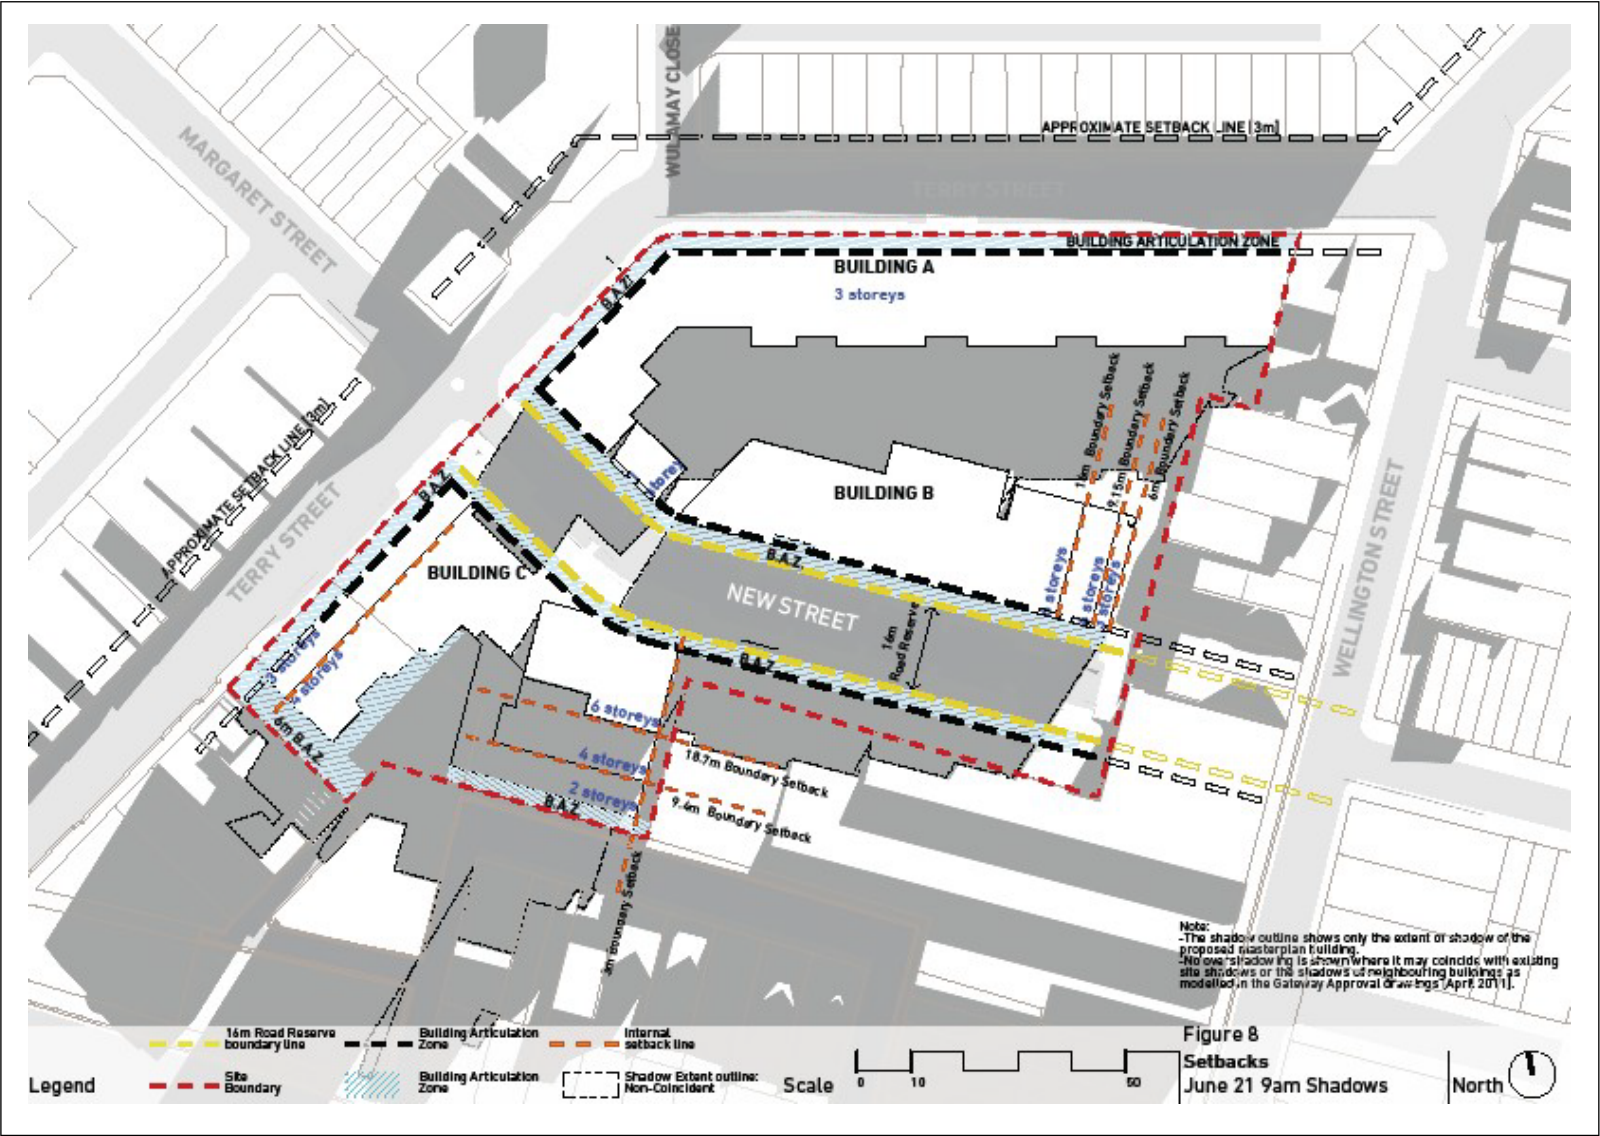 WULAMAY CLOSE
MARGARET STREET
APPROXIMATE SETBACK LINE [3m]
TERRY STREET
BUILDING ARTICULATION ZONE
BUILDING A
3 storeys
B.A.Z.
APPROXIMATE SETBACK LINE [3m]
TERRY STREET
B.A.Z.
storey
BUILDING B
Boundary Setback
9.15m Boundary Setback
6m Boundary Setback
WELLINGTON STREET
BUILDING C
B.A.Z.
storeys
storeys
storeys
NEW STREET
16m
Road Reserve
B.A.Z.
3 storeys
4 storeys
6m B.A.Z.
6 storeys
4 storeys
2 storeys
B.A.Z.
18.7m Boundary Setback
9.4m Boundary Setback
3m Boundary Setback
Note:
-The shadow outline shows only the extent of shadow of the
proposed masterplan building.
-No overshadowing is shown where it may coincide with existing
site shadows or the shadows of neighbouring buildings as
modelled in the Gateway Approval drawings [April 2011].
Legend
16m Road Reserve
boundary line
Site
Boundary
Building Articulation
Zone
Building Articulation
Zone
Internal
setback line
Shadow Extent outline:
Non-Coincident
Scale
0 10 50
Figure 8
Setbacks
June 21 9am Shadows
North